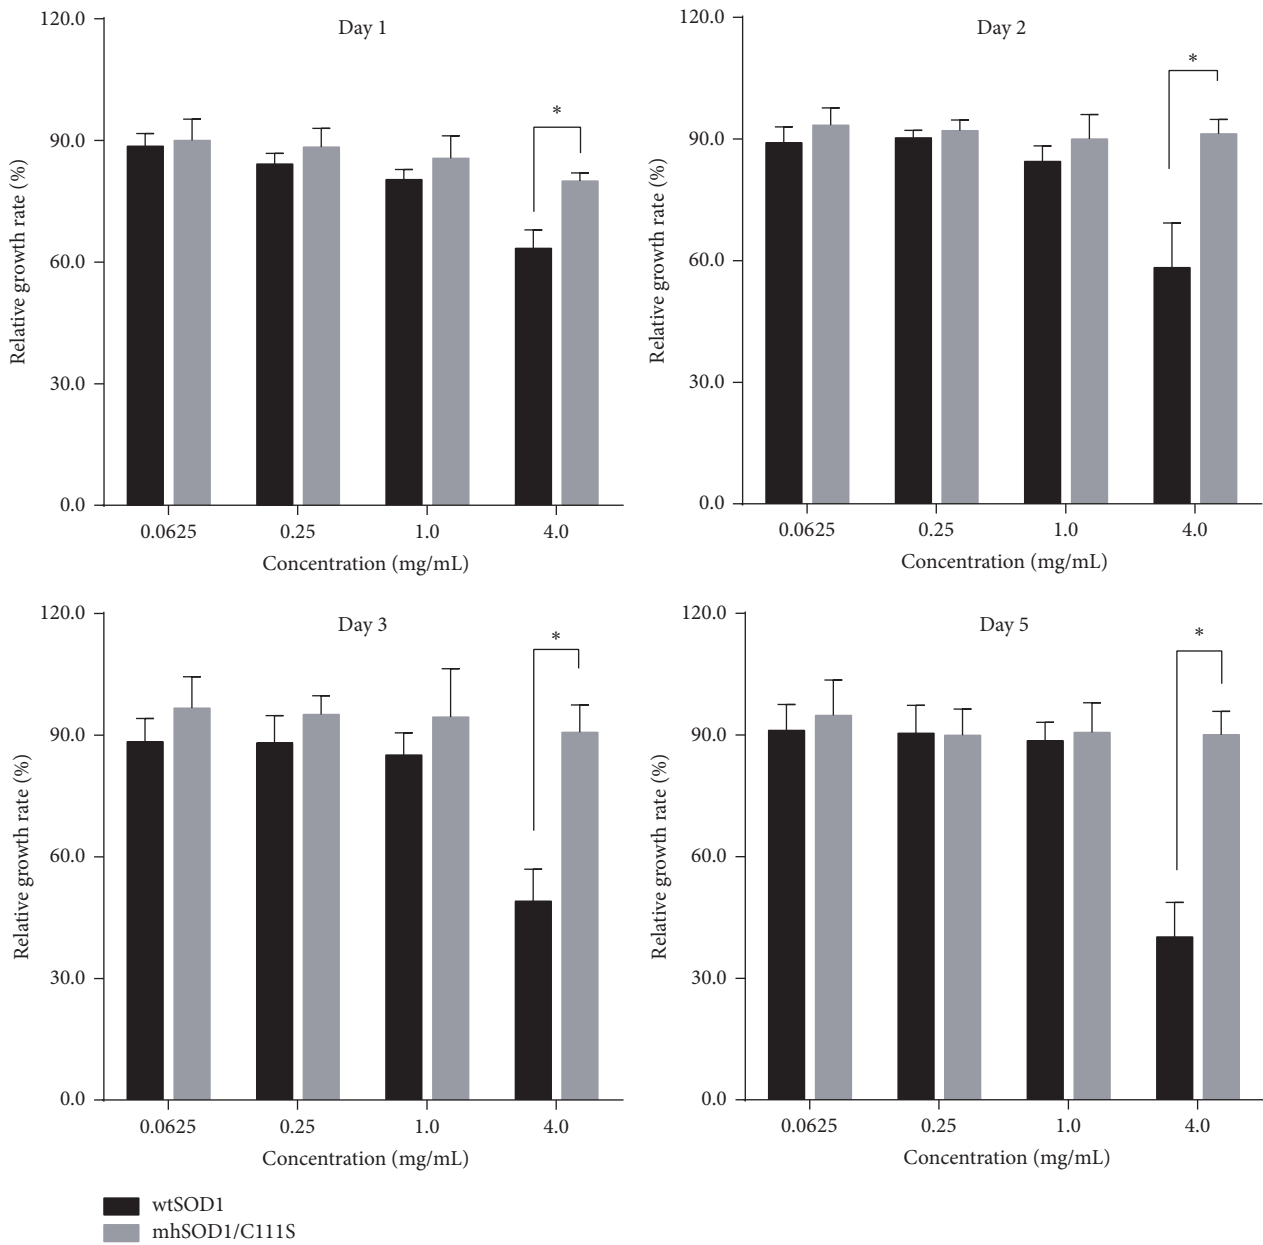 Day 1
Relative growth rate (%)
120.0
90.0
60.0
30.0
0.0
*
0.0625 0.25 1.0 4.0
Concentration (mg/mL)
Day 2
Relative growth rate (%)
120.0
90.0
60.0
30.0
0.0
*
0.0625 0.25 1.0 4.0
Concentration (mg/mL)
Day 3
Relative growth rate (%)
120.0
90.0
60.0
30.0
0.0
*
0.0625 0.25 1.0 4.0
Concentration (mg/mL)
Day 5
Relative growth rate (%)
120.0
90.0
60.0
30.0
0.0
*
0.0625 0.25 1.0 4.0
Concentration (mg/mL)
wtSOD1
mhSOD1/C111S